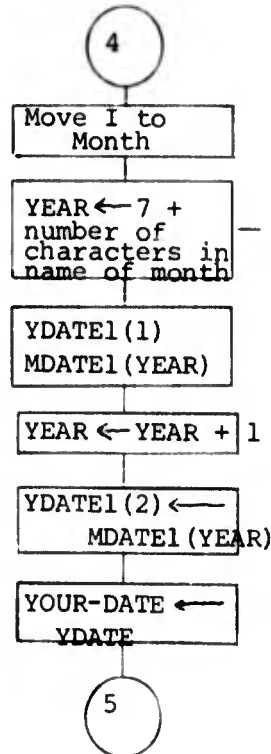 4
Move I to
Month
YEAR ← 7 +
number of
characters in
name of month
YDATE1(1)
MDATE1(YEAR)
YEAR ← YEAR + 1
YDATE1(2) ←
MDATE1(YEAR)
YOUR-DATE ←
YDATE
5